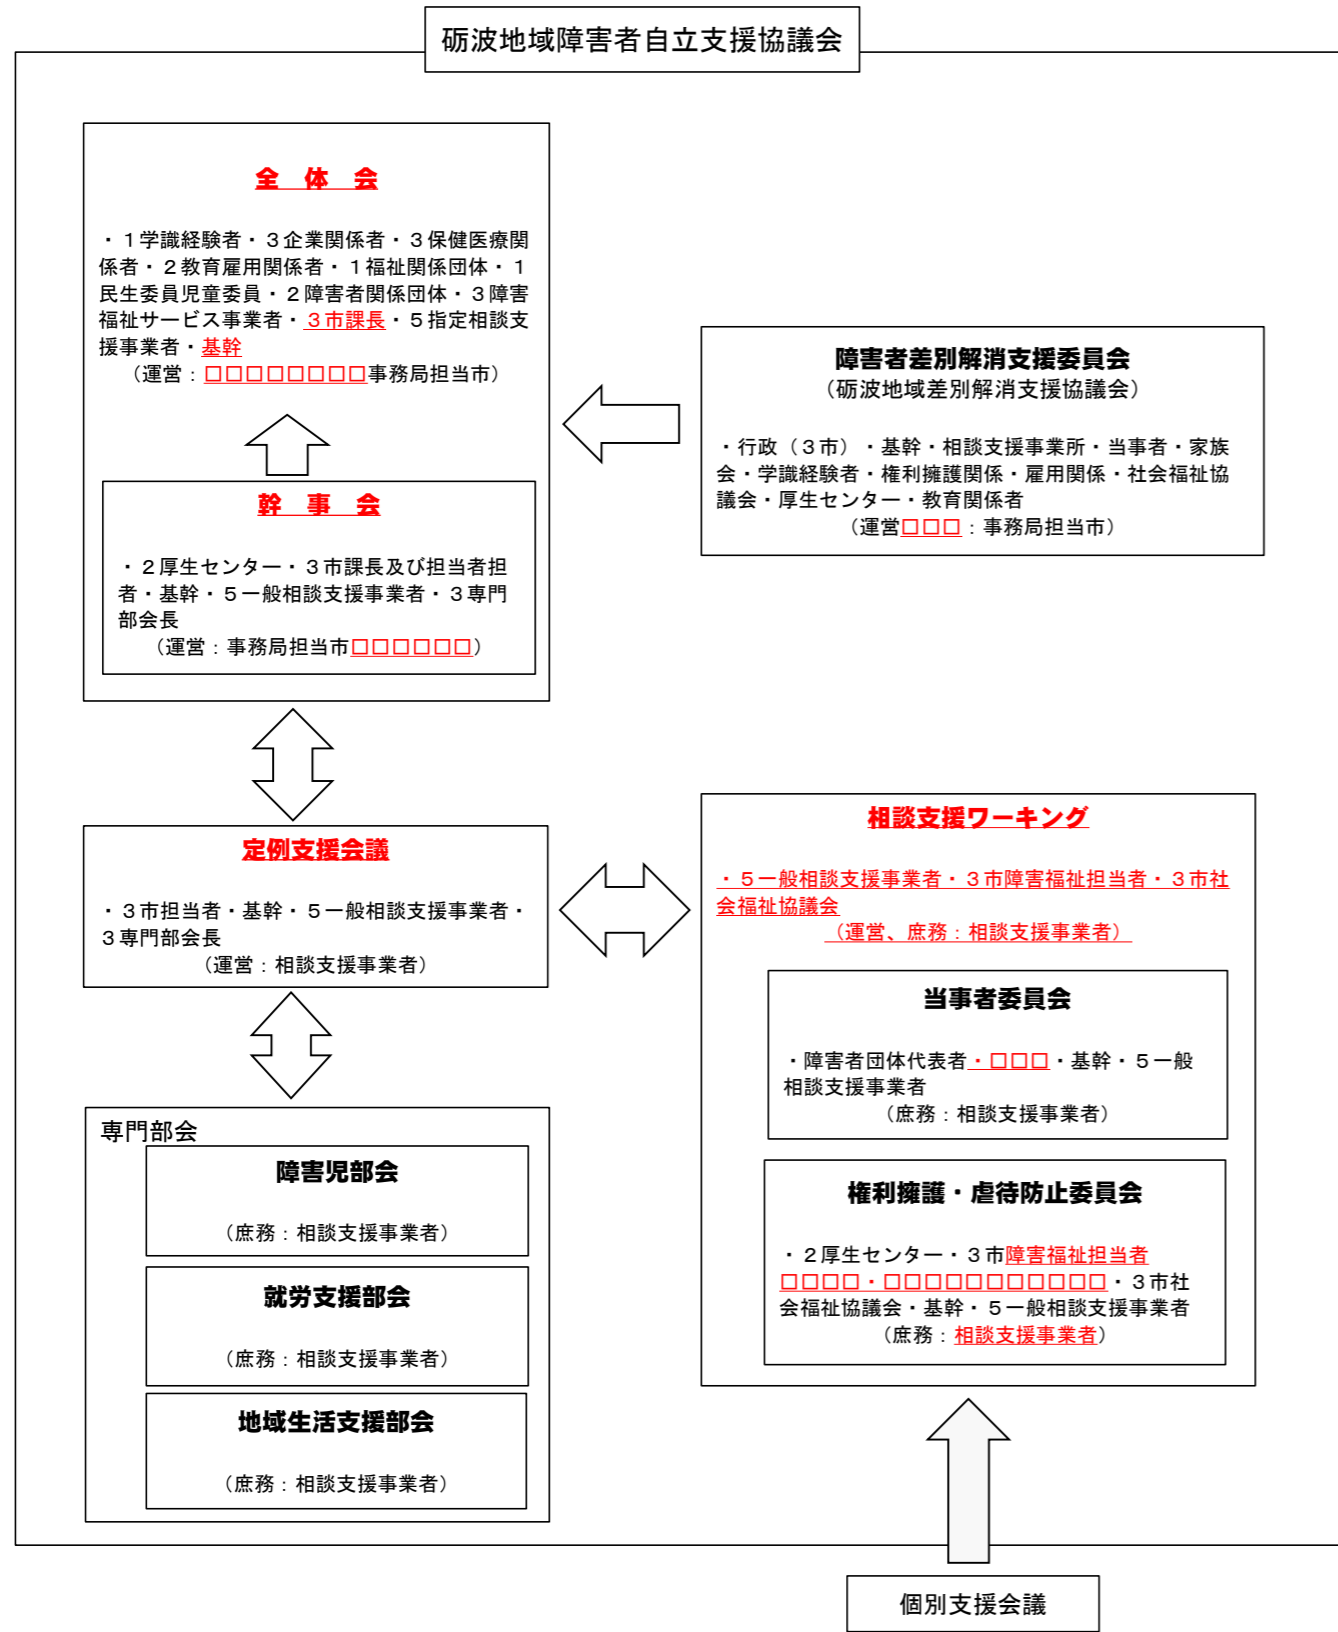 砺波地域障害者自立支援協議会
全　体　会
・１学識経験者・３企業関係者・３保健医療関
係者・２教育雇用関係者・１福祉関係団体・１
民生委員児童委員・２障害者関係団体・３障害
福祉サービス事業者・３市課長・５指定相談支
援事業者・基幹
（運営：□□□□□□□□事務局担当市）
幹　事　会
・２厚生センター・３市課長及び担当者担
者・基幹・５一般相談支援事業者・３専門
部会長
（運営：事務局担当市□□□□□□）
障害者差別解消支援委員会
（砺波地域差別解消支援協議会）
・行政（３市）・基幹・相談支援事業所・当事者・家族
会・学識経験者・権利擁護関係・雇用関係・社会福祉協
議会・厚生センター・教育関係者
（運営□□□：事務局担当市）
定例支援会議
・３市担当者・基幹・５一般相談支援事業者・
３専門部会長
（運営：相談支援事業者）
相談支援ワーキング
・５一般相談支援事業者・３市障害福祉担当者・３市社
会福祉協議会
（運営、庶務：相談支援事業者）
当事者委員会
・障害者団体代表者・□□□・基幹・５一般
相談支援事業者
（庶務：相談支援事業者）
権利擁護・虐待防止委員会
・２厚生センター・３市障害福祉担当者
□□□□・□□□□□□□□□□□・３市社
会福祉協議会・基幹・５一般相談支援事業者
（庶務：相談支援事業者）
専門部会
障害児部会
（庶務：相談支援事業者）
就労支援部会
（庶務：相談支援事業者）
地域生活支援部会
（庶務：相談支援事業者）
個別支援会議